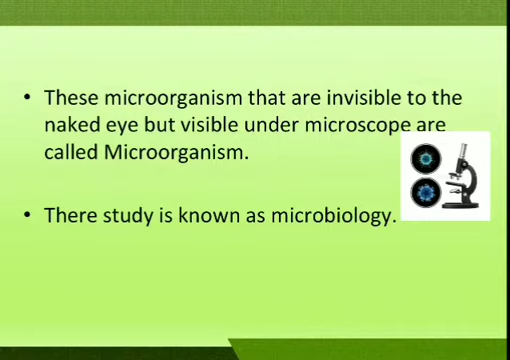 • These microorganism that are invisible to the
naked eye but visible under microscope are
called Microorganism.
• There study is known as microbiology.